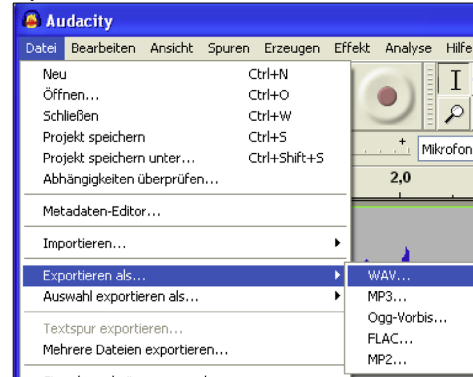 Audacity
Datei Bearbeiten Ansicht Spuren Erzeugen Effekt Analyse Hilfe
Neu Ctrl+N
Öffnen... Ctrl+O
Schließen Ctrl+W
Projekt speichern Ctrl+S
Projekt speichern unter... Ctrl+Shift+S
Abhängigkeiten überprüfen...
Metadaten-Editor...
Importieren...
Exportieren als...
Auswahl exportieren als...
Textspur exportieren...
Mehrere Dateien exportieren...
WAV...
MP3...
Ogg-Vorbis...
FLAC...
MP2...
Mikrofon
2,0